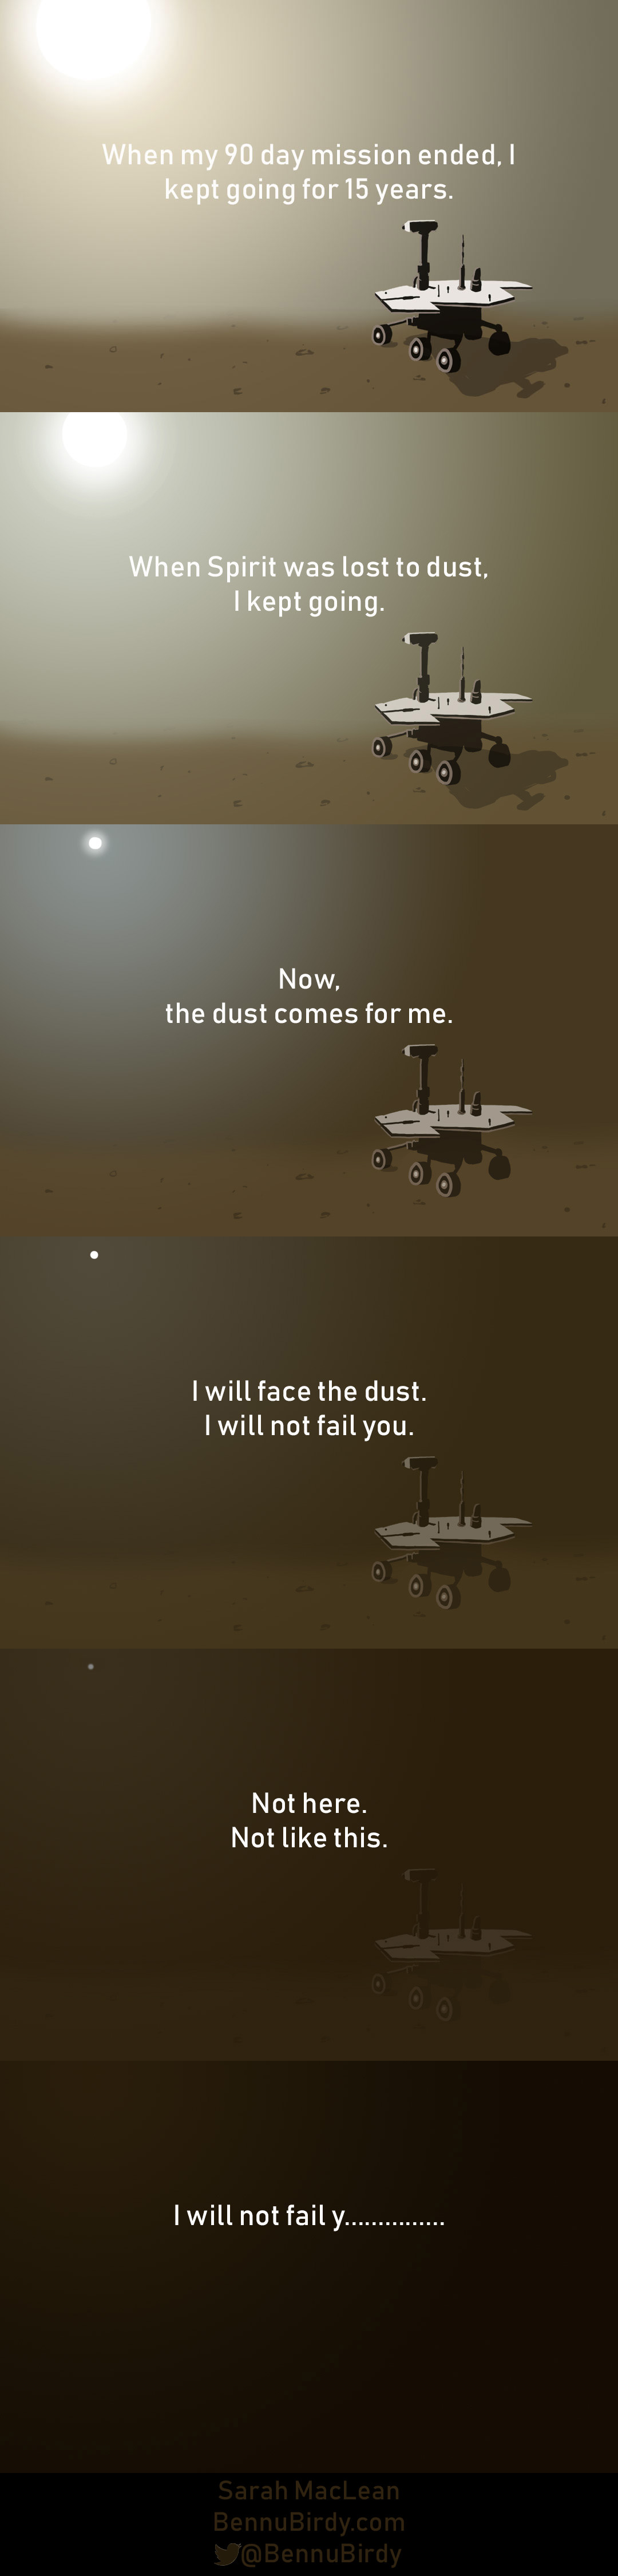 When my 90 day mission ended, I
kept going for 15 years.
When Spirit was lost to dust,
I kept going.
Now,
the dust comes for me.
I will face the dust.
I will not fail you.
Not here.
Not like this.
I will not fail y...............
Sarah MacLean
BennuBirdy.com
@BennuBirdy